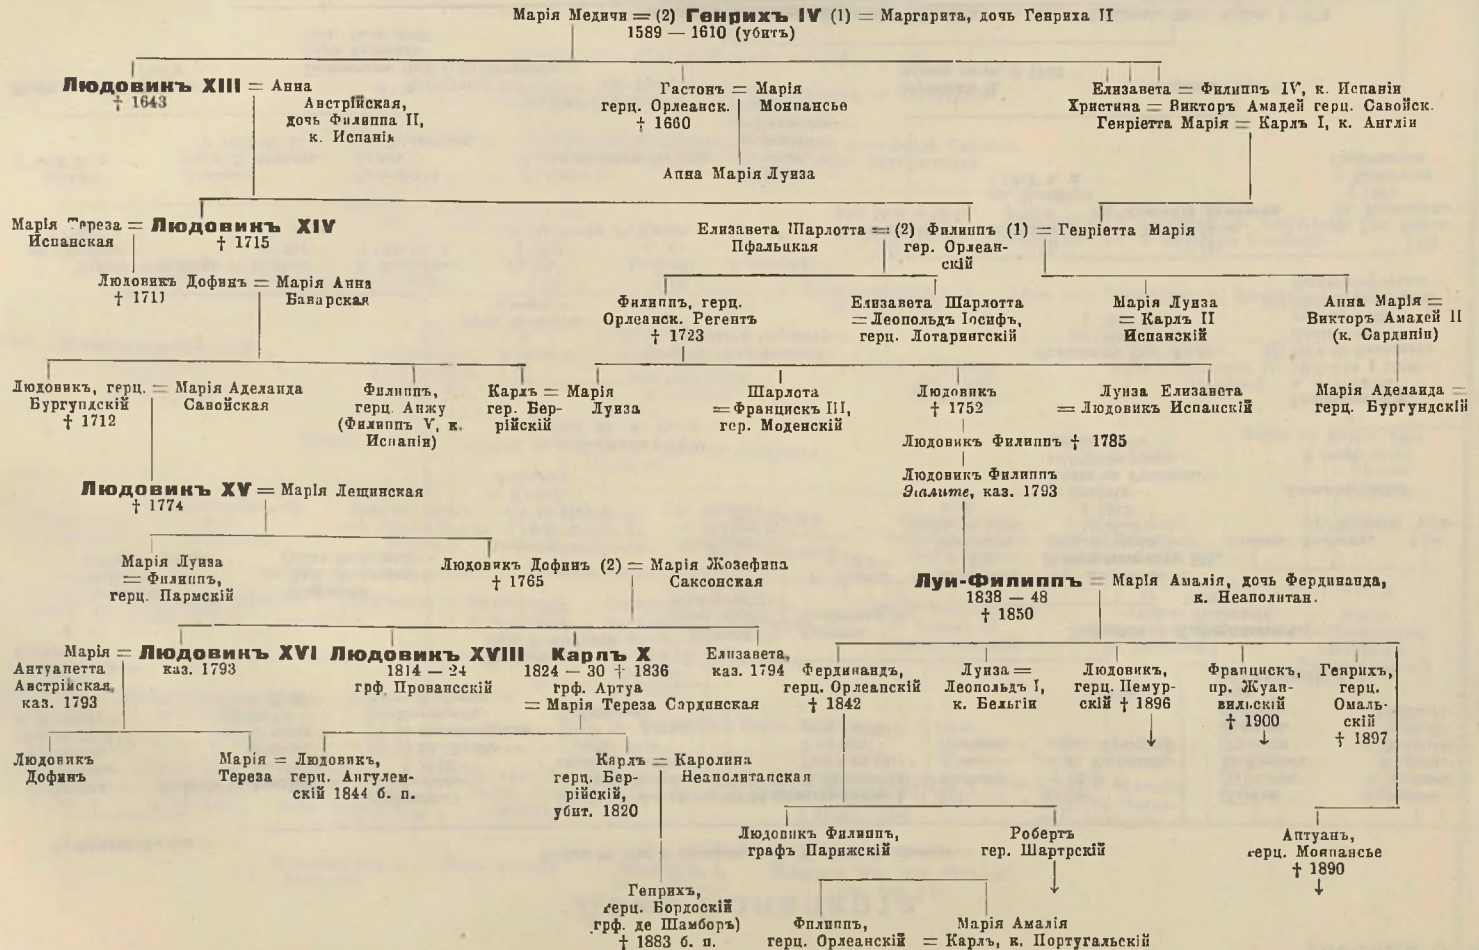 Марія Медичи = (2) Генрихъ IV (1) = Маргарита, дочь Генриха II
1589 — 1610 (убитъ)
Людовикъ XIII = Анна
† 1643
Австрійская,
дочь Филиппа II,
к. Испаніи
Гастонъ = Марія
герц. Орлеанск. Монпансье
† 1660
Анна Марія Луиза
Елизавета = Филиппъ IV, к. Испаніи
Христина = Викторъ Амадей герц. Савойск.
Генріетта Марія = Карлъ I, к. Англіи
Марія Тереза = Людовикъ XIV
Испанская † 1715
Елизавета Шарлотта = (2) Филиппъ (1) = Генріетта Марія
Пфальцкая гер. Орлеан-
скій
Людовикъ Дофинъ = Марія Анна
† 1711 Баварская
Филиппъ, герц.
Орлеанск. Регентъ
† 1723
Елизавета Шарлотта
= Леопольдъ Іосифъ,
герц. Лотарингскій
Марія Луиза
= Карлъ II
Испанскій
Анна Марія =
Викторъ Амадей II
(к. Сардиніи)
Людовикъ, герц. = Марія Аделаида
Бургундскій Савойская
† 1712
Филиппъ,
герц. Анжу
(Филиппъ V, к.
Испаніи)
Карлъ = Марія
гер. Бер- Луиза
рійскій
Шарлота
= Францискъ III,
гер. Моденскій
Людовикъ
† 1752
Луиза Елизавета
= Людовикъ Испанскій
Марія Аделаида =
герц. Бургундскій
Людовикъ Филиппъ † 1785
Людовикъ Филиппъ
Эгалите, каз. 1793
Людовикъ XV = Марія Лещинская
† 1774
Марія Луиза
= Филиппъ,
герц. Пармскій
Людовикъ Дофинъ (2) = Марія Жозефина
† 1765 Саксонская
Луи-Филиппъ = Марія Амалія, дочь Фердинанда,
1838 — 48 к. Неаполитан.
† 1850
Марія = Людовикъ XVI
Антуанетта каз. 1793
Австрійская,
каз. 1793
Людовикъ XVIII
1814 — 24
грф. Провансскій
Карлъ X
1824 — 30 † 1836
грф. Артуа
= Марія Тереза Сардинская
Елизавета,
каз. 1794
Фердинандъ,
герц. Орлеанскій
† 1842
Луиза =
Леопольдъ I,
к. Бельгіи
Людовикъ,
герц. Немур-
скій † 1896
Францискъ,
пр. Жуан-
вильскій
† 1900
Генрихъ,
герц.
Омаль-
скій
† 1897
Людовикъ
Дофинъ
Марія = Людовикъ,
Тереза герц. Ангулем-
скій 1844 б. п.
Карлъ = Каролина
герц. Бер- Неаполитанская
рійскій,
убит. 1820
Людовикъ Филиппъ,
графъ Парижскій
Робертъ
гер. Шартрскій
Антуанъ,
герц. Монпансье
† 1890
Генрихъ,
герц. Бордоскій
грф. де Шамборъ)
† 1883 б. п.
Филиппъ,
герц. Орлеанскій
Марія Амалія
= Карлъ, к. Португальскій